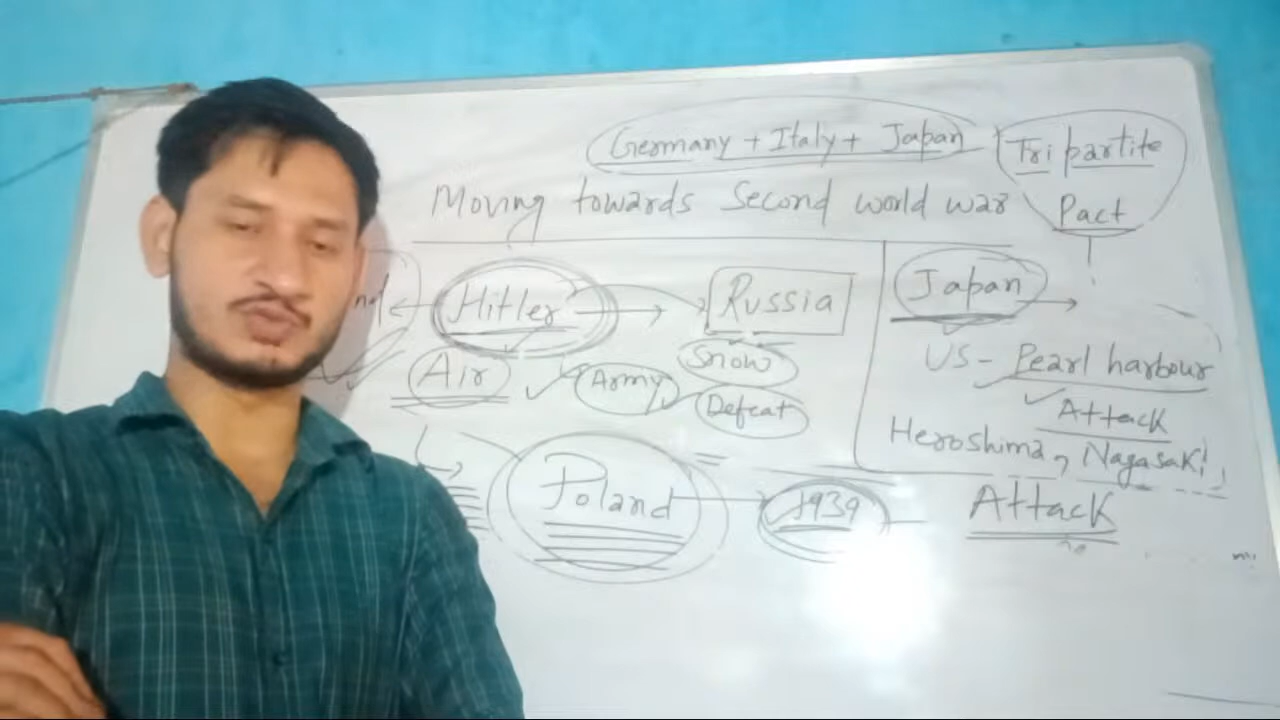 Germany + Italy + Japan
Tripartite
Pact
Moving towards Second world war
Hitler
Russia
Japan
Snow
US - Pearl harbour
Air
Army
Defeat
Attack
Heroshima, Nagasaki
Poland
1939
Attack